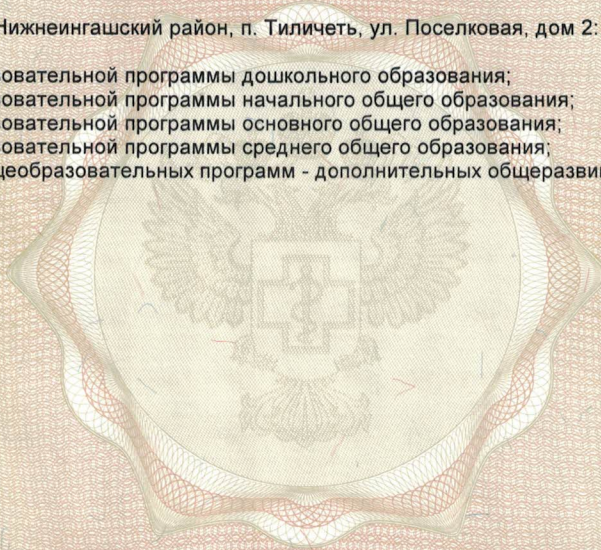 Нижнеингашский район, п. Тиличеть, ул. Поселковая, дом 2:
овательной программы дошкольного образования;
овательной программы начального общего образования;
овательной программы основного общего образования;
овательной программы среднего общего образования;
щеобразовательных программ - дополнительных общеразви